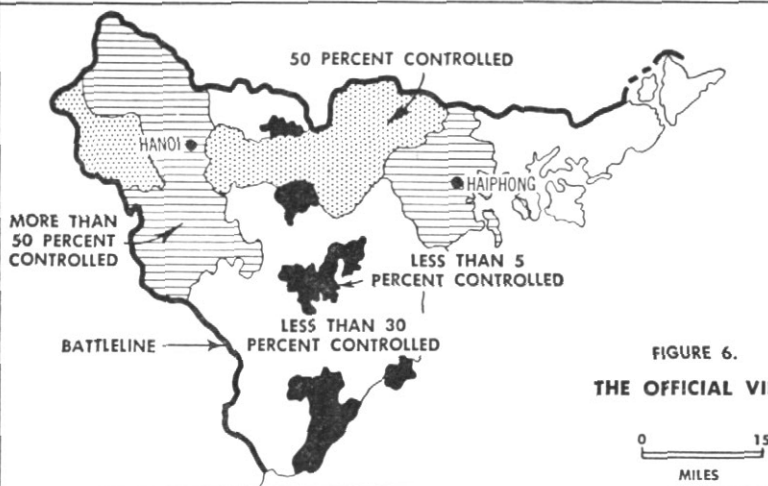 50 PERCENT CONTROLLED
HANOI
HAIPHONG
MORE THAN
50 PERCENT
CONTROLLED
LESS THAN 5
PERCENT CONTROLLED
LESS THAN 30
PERCENT CONTROLLED
BATTLELINE
FIGURE 6.
THE OFFICIAL VI
0 15
MILES